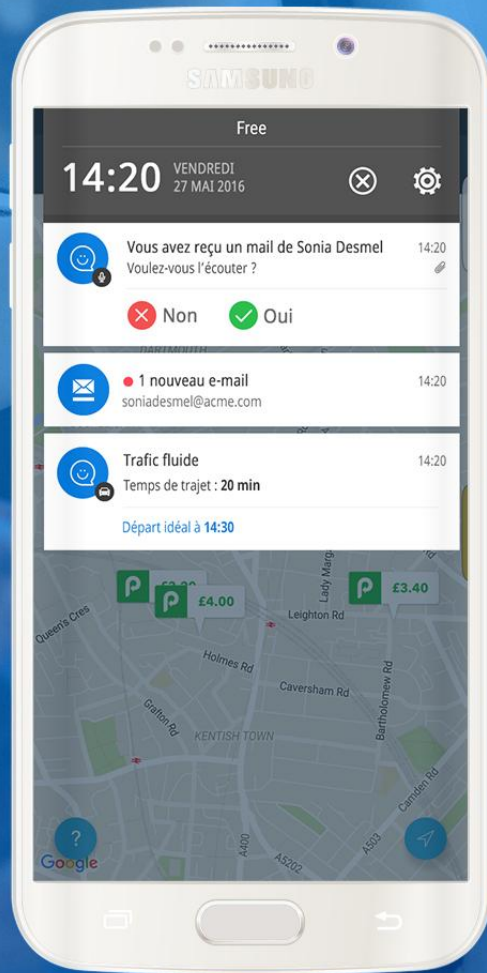 SAMSUNG
Free
14:20
VENDREDI
27 MAI 2016
Vous avez reçu un mail de Sonia Desmel
14:20
Voulez-vous l'écouter ?
Non
Oui
DARTMOUTH
1 nouveau e-mail
14:20
soniadesmel@acme.com
Trafic fluide
14:20
Temps de trajet : 20 min
Départ idéal à 14:30
Lady Marg
£3.40
£4.00
Leighton Rd
Queen's Cres
Holmes Rd
Caversham Rd
Bartholomew Rd
Grafton Rd
KENTISH TOWN
Camden Rd
?
Google
A400
A5202
A503